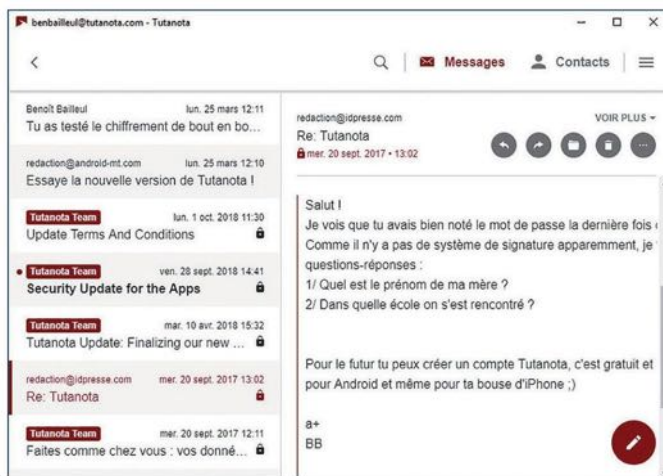 benbailleul@tutanota.com - Tutanota
Messages
Contacts
Benoît Bailleul lun. 25 mars 12:11
Tu as testé le chiffrement de bout en bo...
redaction@android-mt.com lun. 25 mars 12:10
Essaye la nouvelle version de Tutanota !
Tutanota Team lun. 1 oct. 2018 11:30
Update Terms And Conditions
Tutanota Team ven. 28 sept. 2018 14:41
Security Update for the Apps
Tutanota Team mar. 10 avr. 2018 15:32
Tutanota Update: Finalizing our new ...
redaction@idpresse.com mer. 20 sept. 2017 13:02
Re: Tutanota
Tutanota Team mer. 20 sept. 2017 12:11
Faites comme chez vous : vos donné...
redaction@idpresse.com VOIR PLUS
Re: Tutanota
mer. 20 sept. 2017 • 13:02
Salut !
Je vois que tu avais bien noté le mot de passe la dernière fois
Comme il n'y a pas de système de signature apparemment, je
questions-réponses :
1/ Quel est le prénom de ma mère ?
2/ Dans quelle école on s'est rencontré ?
Pour le futur tu peux créer un compte Tutanota, c'est gratuit et
pour Android et même pour ta bouse d'iPhone ;)
a+
BB